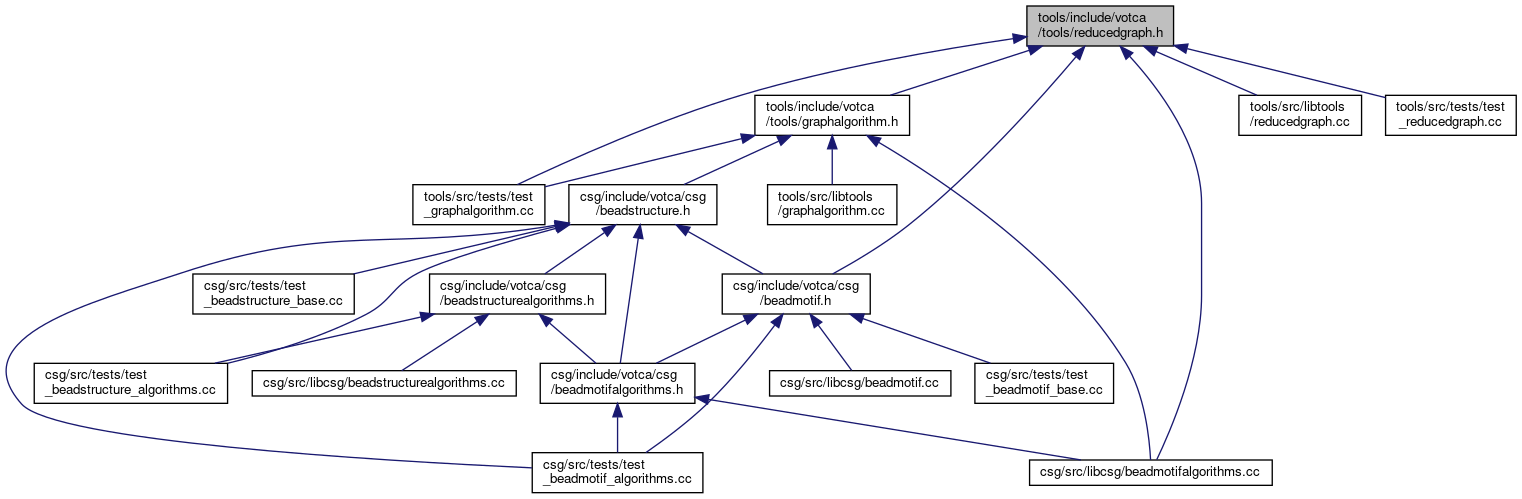 tools/include/votca
/tools/reducedgraph.h
tools/include/votca
/tools/graphalgorithm.h
tools/src/libtools
/reducedgraph.cc
tools/src/tests/test
_reducedgraph.cc
tools/src/tests/test
_graphalgorithm.cc
csg/include/votca/csg
/beadstructure.h
tools/src/libtools
/graphalgorithm.cc
csg/src/tests/test
_beadstructure_base.cc
csg/include/votca/csg
/beadstructurealgorithms.h
csg/include/votca/csg
/beadmotif.h
csg/src/tests/test
_beadstructure_algorithms.cc
csg/src/libcsg/beadstructurealgorithms.cc
csg/include/votca/csg
/beadmotifalgorithms.h
csg/src/libcsg/beadmotif.cc
csg/src/tests/test
_beadmotif_base.cc
csg/src/tests/test
_beadmotif_algorithms.cc
csg/src/libcsg/beadmotifalgorithms.cc